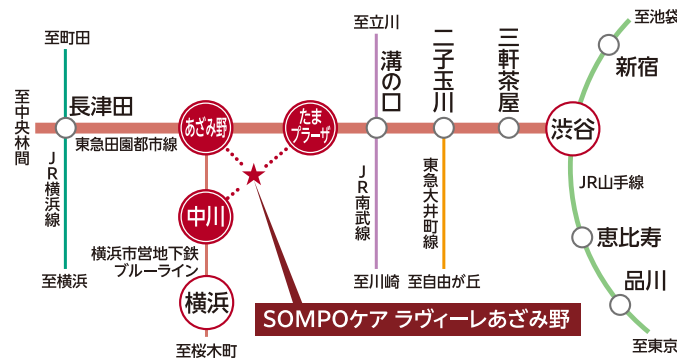 至池袋
新宿
至町田
至立川
二子玉川
三軒茶屋
溝の口
至中央林間
長津田
あざみ野
たま
プラーザ
渋谷
東急田園都市線
JR横浜線
JR南武線
東急大井町線
JR山手線
中川
恵比寿
横浜市営地下鉄
ブルーライン
至横浜
至川崎
至自由が丘
品川
横浜
SOMPOケア ラヴィーレあざみ野
至桜木町
至東京